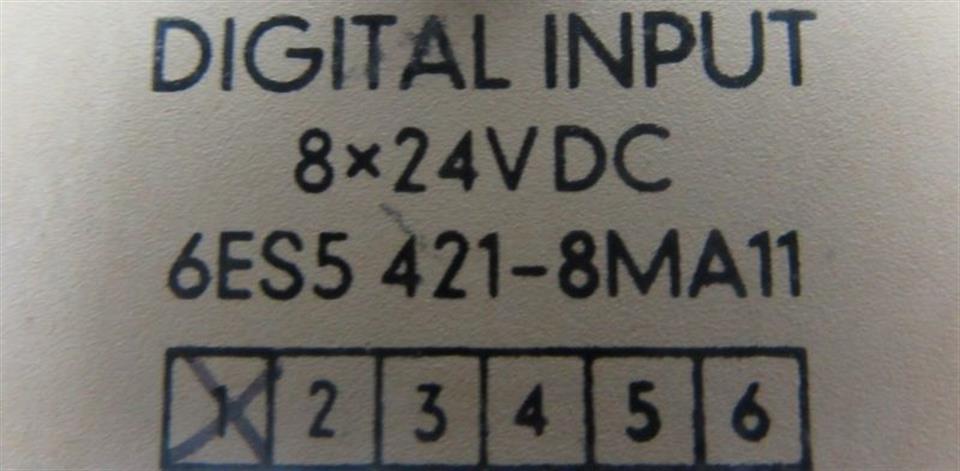 DIGITAL INPUT
8×24VDC
6ES5 421-8MA11
1 2 3 4 5 6